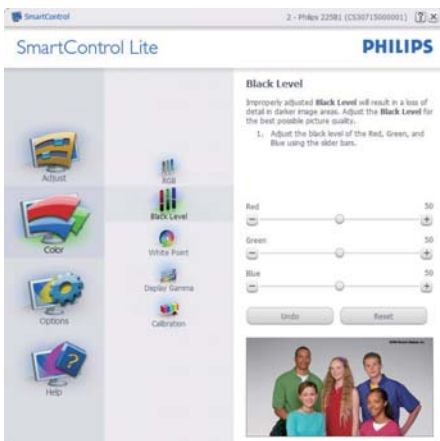 SmartControl
2 - Philips 225B1 (CS30715000001)
SmartControl Lite
PHILIPS
Adjust
Color
Options
Help
RGB
Black Level
White Point
Display Gamma
Calibration
Black Level
Improperly adjusted Black Level will result in a loss of
detail in darker image areas. Adjust the Black Level for
the best possible picture quality.
1. Adjust the black level of the Red, Green, and
Blue using the slider bars.
Red 50
Green 50
Blue 50
Undo
Reset